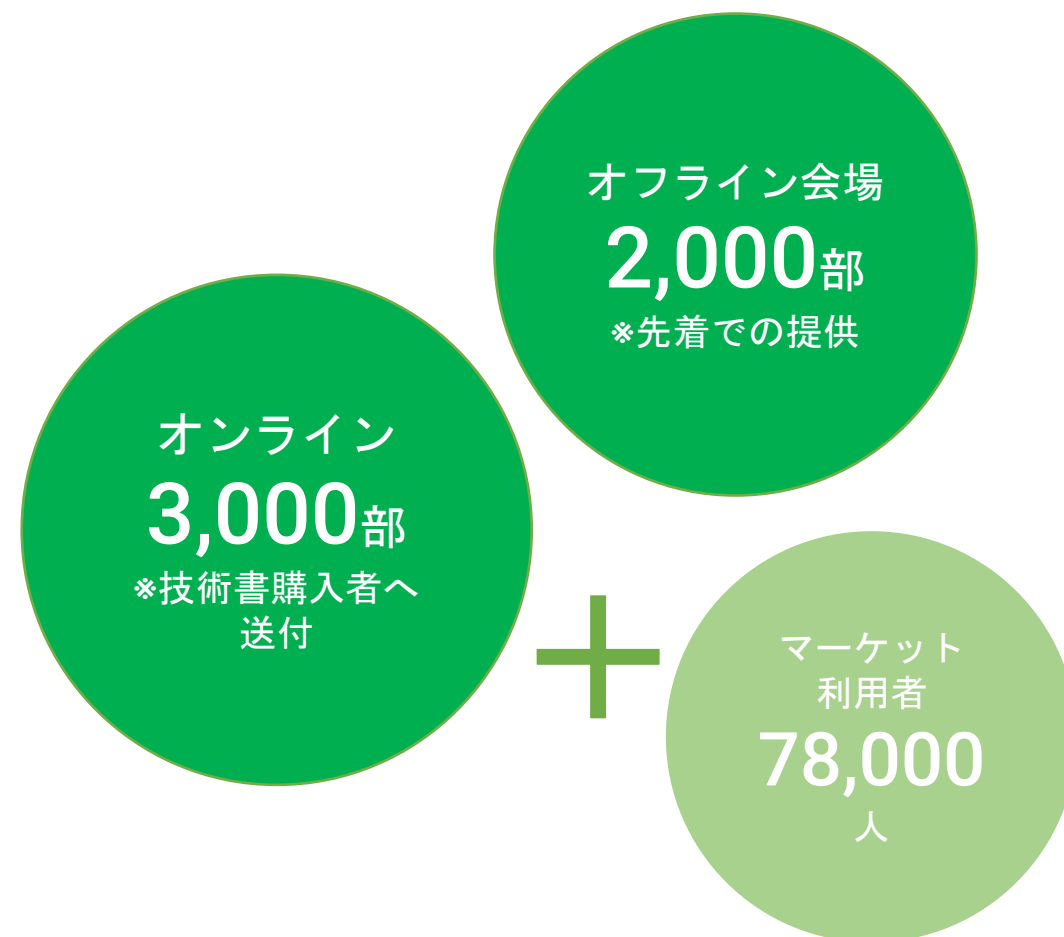 オフライン会場
2,000部
※先着での提供
オンライン
3,000部
※技術書購入者へ
送付
マーケット
利用者
78,000
人